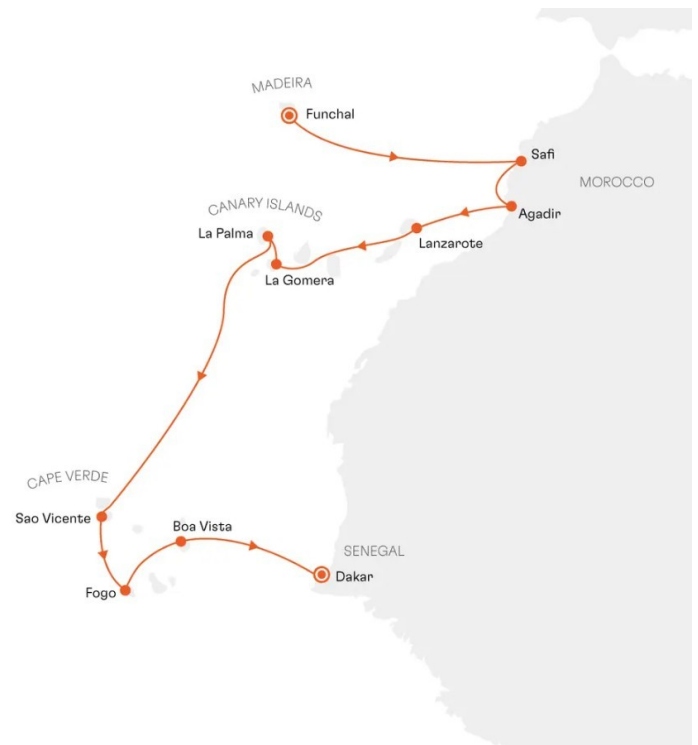 MADEIRA
Funchal
Safi
MOROCCO
CANARY ISLANDS
Agadir
La Palma
Lanzarote
La Gomera
CAPE VERDE
Sao Vicente
Boa Vista
SENEGAL
Dakar
Fogo